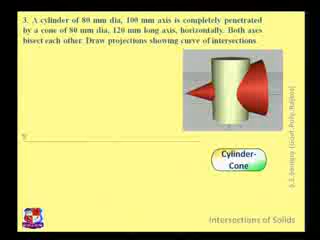 3. A cylinder of 80 mm dia, 100 mm axis is completely penetrated
by a cone of 80 mm dia, 120 mm long axis, horizontally. Both axes
bisect each other. Draw projections showing curve of intersections.
Cylinder-
Cone
Intersections of Solids